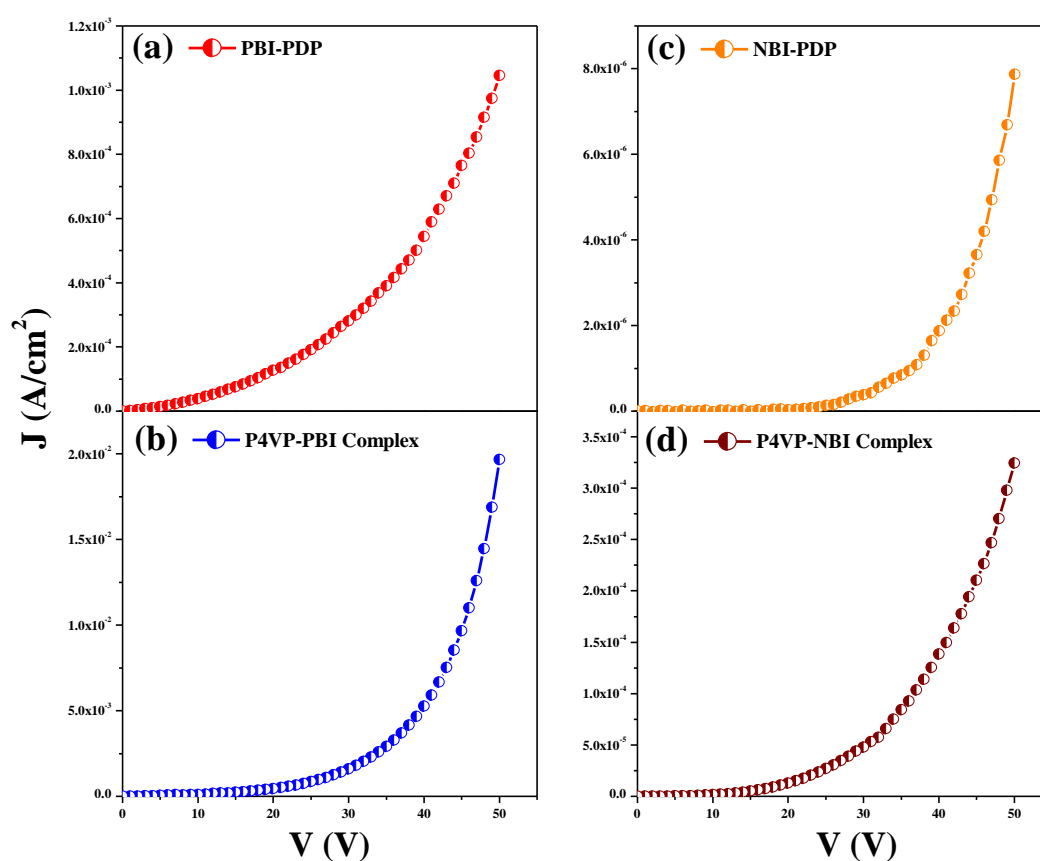 (a) PBI-PDP
1.2x10⁻³
1.0x10⁻³
8.0x10⁻⁴
6.0x10⁻⁴
4.0x10⁻⁴
2.0x10⁻⁴
0.0
(c) NBI-PDP
8.0x10⁻⁶
6.0x10⁻⁶
4.0x10⁻⁶
2.0x10⁻⁶
0.0
J (A/cm²)
(b) P4VP-PBI Complex
2.0x10⁻²
1.5x10⁻²
1.0x10⁻²
5.0x10⁻³
0.0
0 10 20 30 40 50
V (V)
(d) P4VP-NBI Complex
3.5x10⁻⁴
3.0x10⁻⁴
2.5x10⁻⁴
2.0x10⁻⁴
1.5x10⁻⁴
1.0x10⁻⁴
5.0x10⁻⁵
0.0
0 10 20 30 40 50
V (V)